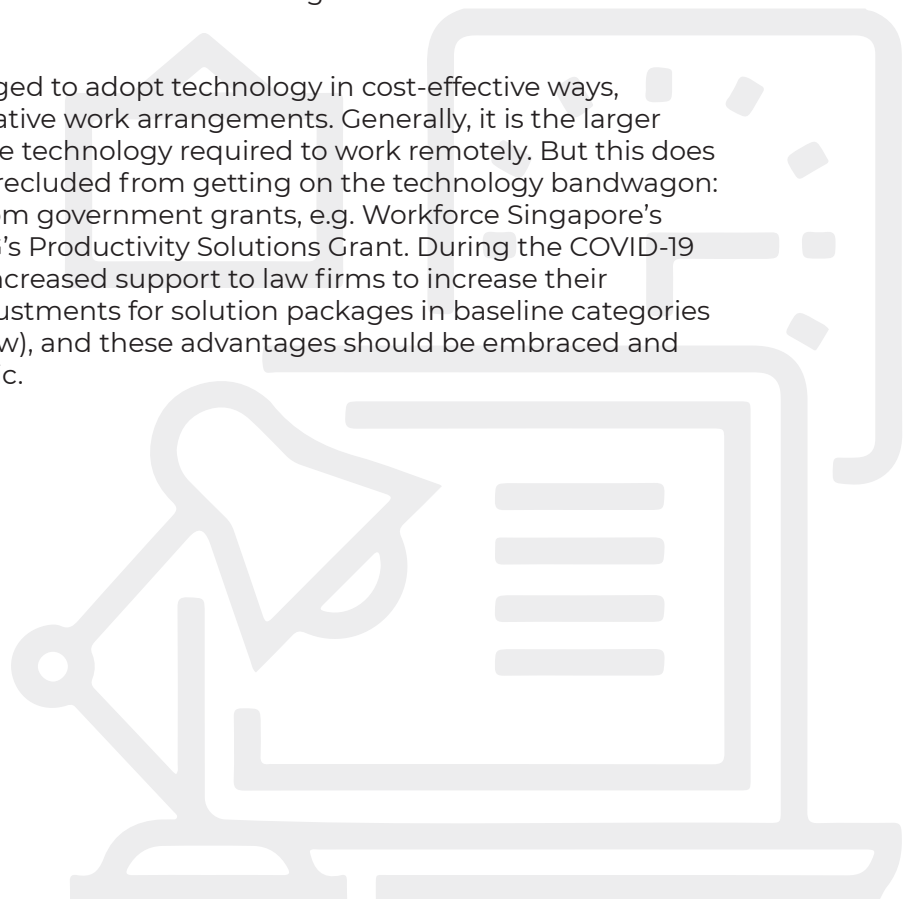 ged to adopt technology in cost-effective ways,
ative work arrangements. Generally, it is the larger
e technology required to work remotely. But this does
recluded from getting on the technology bandwagon:
om government grants, e.g. Workforce Singapore's
's Productivity Solutions Grant. During the COVID-19
ncreased support to law firms to increase their
ustments for solution packages in baseline categories
w), and these advantages should be embraced and
ic.